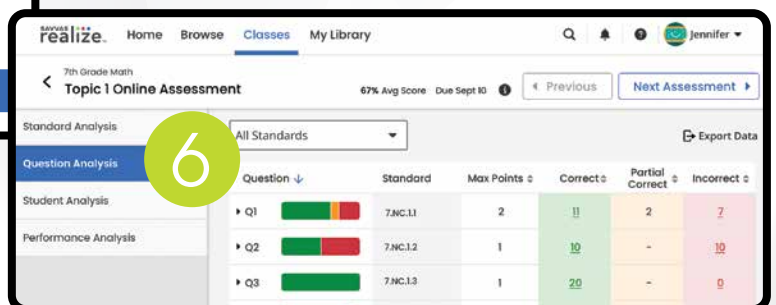 SAVVAS realize. Home Browse Classes My Library Jennifer
7th Grade Math
Topic 1 Online Assessment 67% Avg Score Due Sept 10 Previous Next Assessment
Standard Analysis
Question Analysis
Student Analysis
Performance Analysis
6
All Standards Export Data
Question Standard Max Points Correct Partial Correct Incorrect
Q1 7.NC.1.1 2 11 2 7
Q2 7.NC.1.2 1 10 - 10
Q3 7.NC.1.3 1 20 - 0